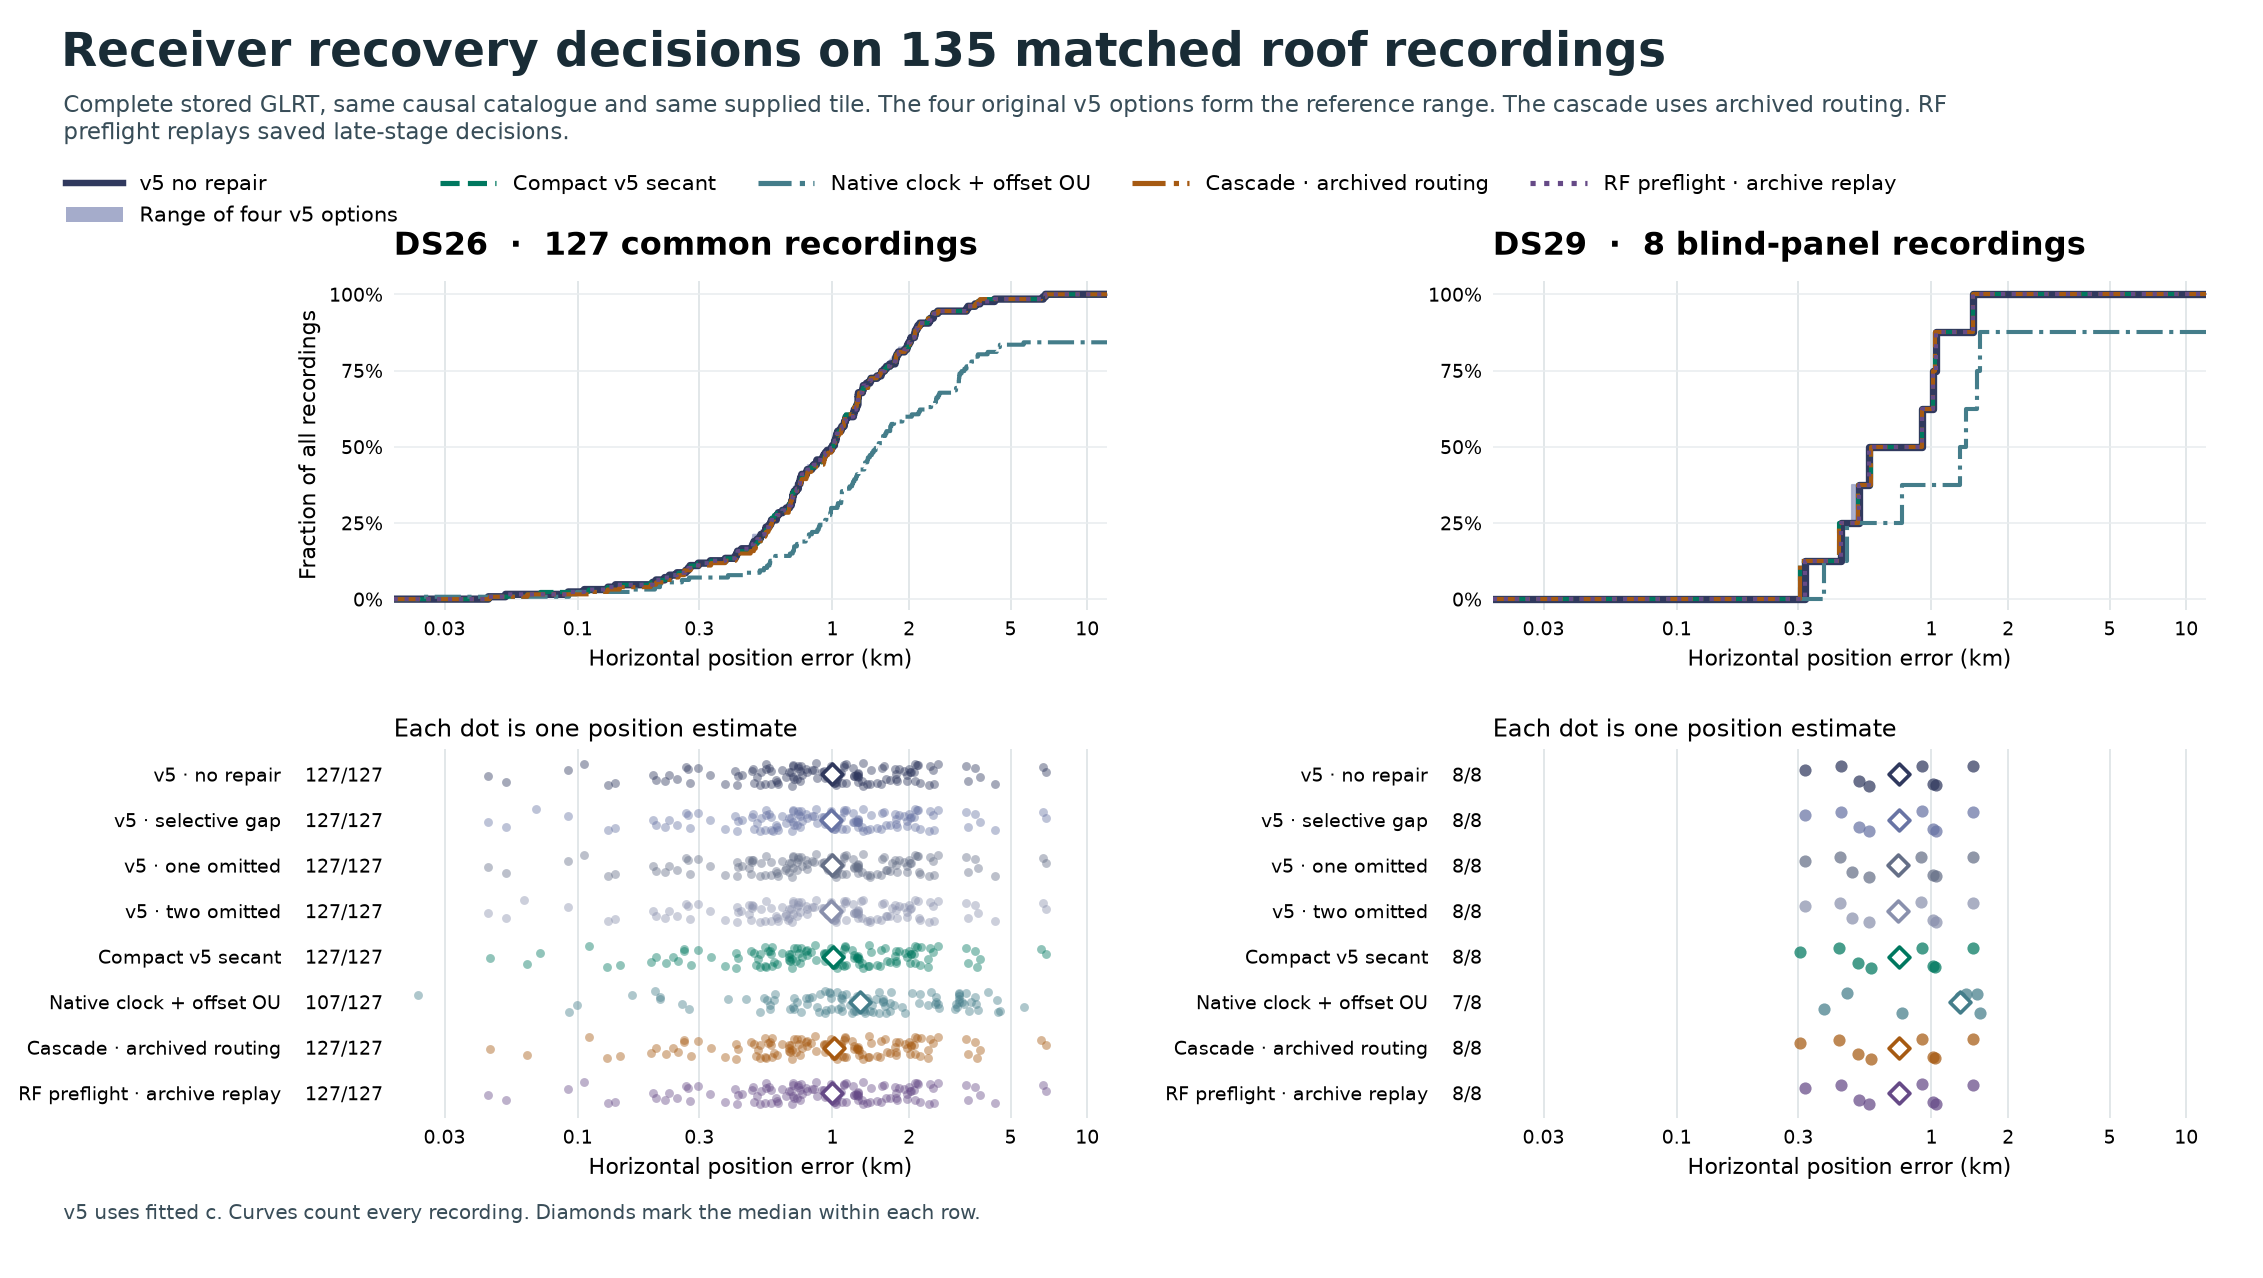 Receiver recovery decisions on 135 matched roof recordings
Complete stored GLRT, same causal catalogue and same supplied tile. The four original v5 options form the reference range. The cascade uses archived routing. RF
preflight replays saved late-stage decisions.
v5 no repair
Compact v5 secant
Native clock + offset OU
Cascade · archived routing
RF preflight · archive replay
Range of four v5 options
DS26 · 127 common recordings
Fraction of all recordings
100%
75%
50%
25%
0%
0.03 0.1 0.3 1 2 5 10
Horizontal position error (km)
DS29 · 8 blind-panel recordings
100%
75%
50%
25%
0%
0.03 0.1 0.3 1 2 5 10
Horizontal position error (km)
Each dot is one position estimate
v5 · no repair 127/127
v5 · selective gap 127/127
v5 · one omitted 127/127
v5 · two omitted 127/127
Compact v5 secant 127/127
Native clock + offset OU 107/127
Cascade · archived routing 127/127
RF preflight · archive replay 127/127
0.03 0.1 0.3 1 2 5 10
Horizontal position error (km)
Each dot is one position estimate
v5 · no repair 8/8
v5 · selective gap 8/8
v5 · one omitted 8/8
v5 · two omitted 8/8
Compact v5 secant 8/8
Native clock + offset OU 7/8
Cascade · archived routing 8/8
RF preflight · archive replay 8/8
0.03 0.1 0.3 1 2 5 10
Horizontal position error (km)
v5 uses fitted c. Curves count every recording. Diamonds mark the median within each row.